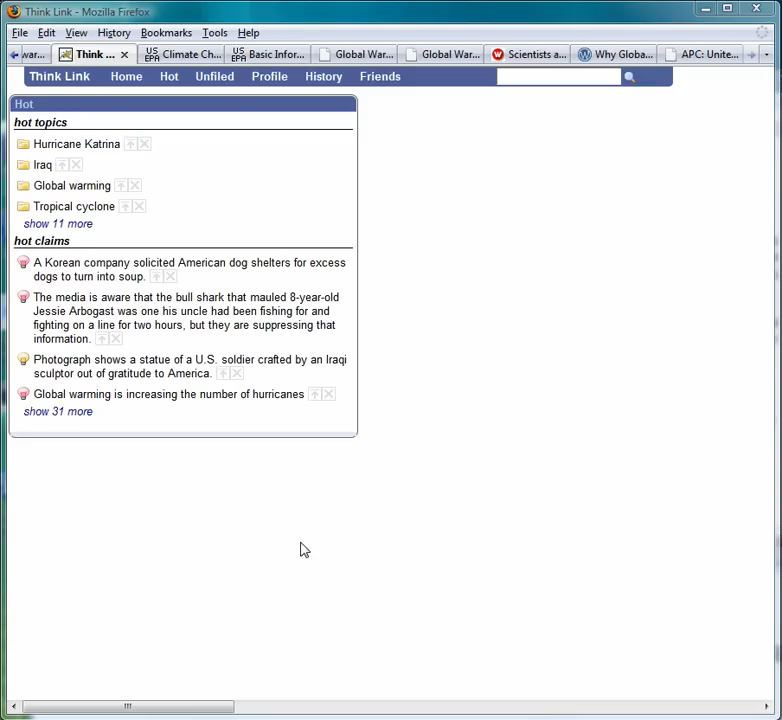 Think Link - Mozilla Firefox
File Edit View History Bookmarks Tools Help
war... Think ... US EPA Climate Ch... US EPA Basic Infor... Global War... Global War... W Scientists a... Why Globa... APC: Unite...
Think Link Home Hot Unfiled Profile History Friends
Hot
hot topics
Hurricane Katrina
Iraq
Global warming
Tropical cyclone
show 11 more
hot claims
A Korean company solicited American dog shelters for excess
dogs to turn into soup.
The media is aware that the bull shark that mauled 8-year-old
Jessie Arbogast was one his uncle had been fishing for and
fighting on a line for two hours, but they are suppressing that
information.
Photograph shows a statue of a U.S. soldier crafted by an Iraqi
sculptor out of gratitude to America.
Global warming is increasing the number of hurricanes
show 31 more